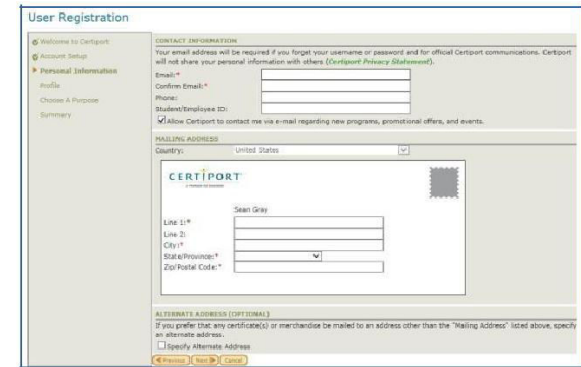 User Registration
Welcome to Certiport
Account Setup
Personal Information
Profile
Choose A Purpose
Summary
CONTACT INFORMATION
Your email address will be required if you forget your username or password and for official Certiport communications. Certiport
will not share your personal information with others (Certiport Privacy Statement).
Email:*
Confirm Email:*
Phone:
Student/Employee ID:
Allow Certiport to contact me via e-mail regarding new programs, promotional offers, and events.
MAILING ADDRESS
Country: United States
CERTIPORT
Sean Gray
Line 1:*
Line 2:
City:*
State/Province:*
Zip/Postal Code:*
ALTERNATE ADDRESS (OPTIONAL)
If you prefer that any certificate(s) or merchandise be mailed to an address other than the "Mailing Address" listed above, specify
an alternate address.
Specify Alternate Address
Previous Next Cancel